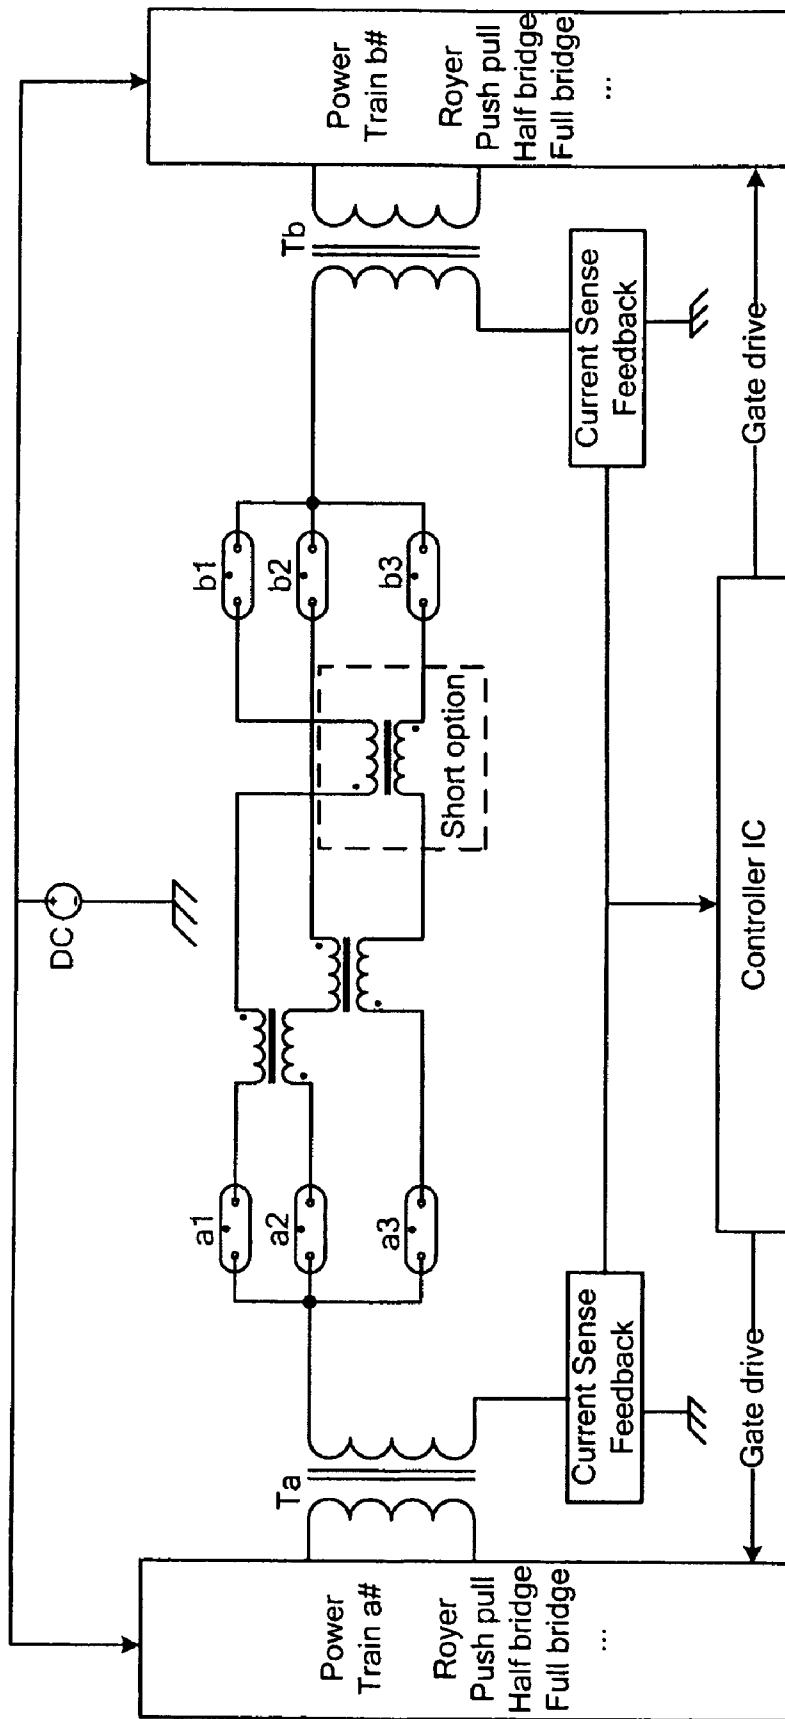 DC
+
-
Power
Train a#
Royer
Push pull
Half bridge
Full bridge
...
Ta
a1
a2
a3
Short option
b1
b2
b3
Tb
Power
Train b#
Royer
Push pull
Half bridge
Full bridge
...
Current Sense
Feedback
Current Sense
Feedback
Gate drive
Controller IC
Gate drive